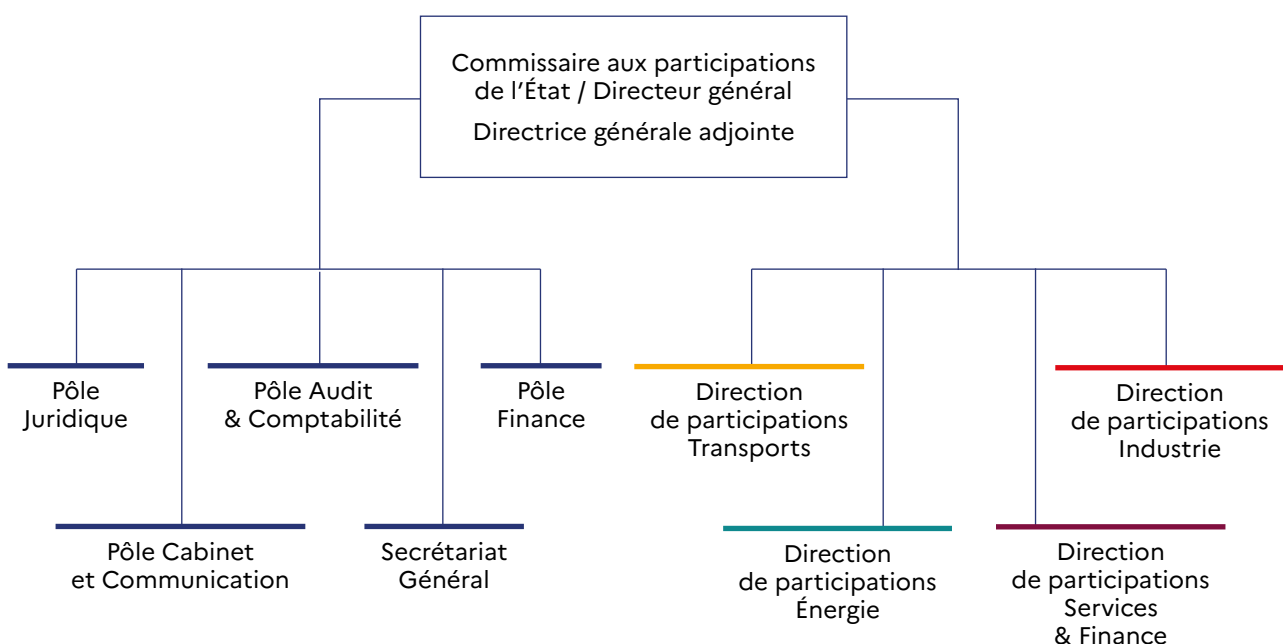 Commissaire aux participations
de l'État / Directeur général
Directrice générale adjointe
Pôle
Juridique
Pôle Audit
& Comptabilité
Pôle
Finance
Direction
de participations
Transports
Direction
de participations
Industrie
Pôle Cabinet
et Communication
Secrétariat
Général
Direction
de participations
Énergie
Direction
de participations
Services
& Finance